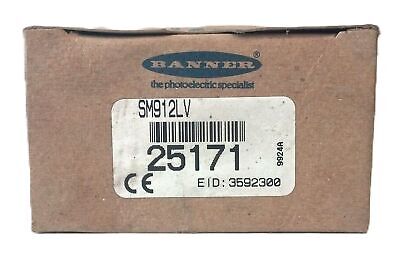 BANNER®
the photoelectric specialist
SM912LV
25171
9924A
CE EID:3592300